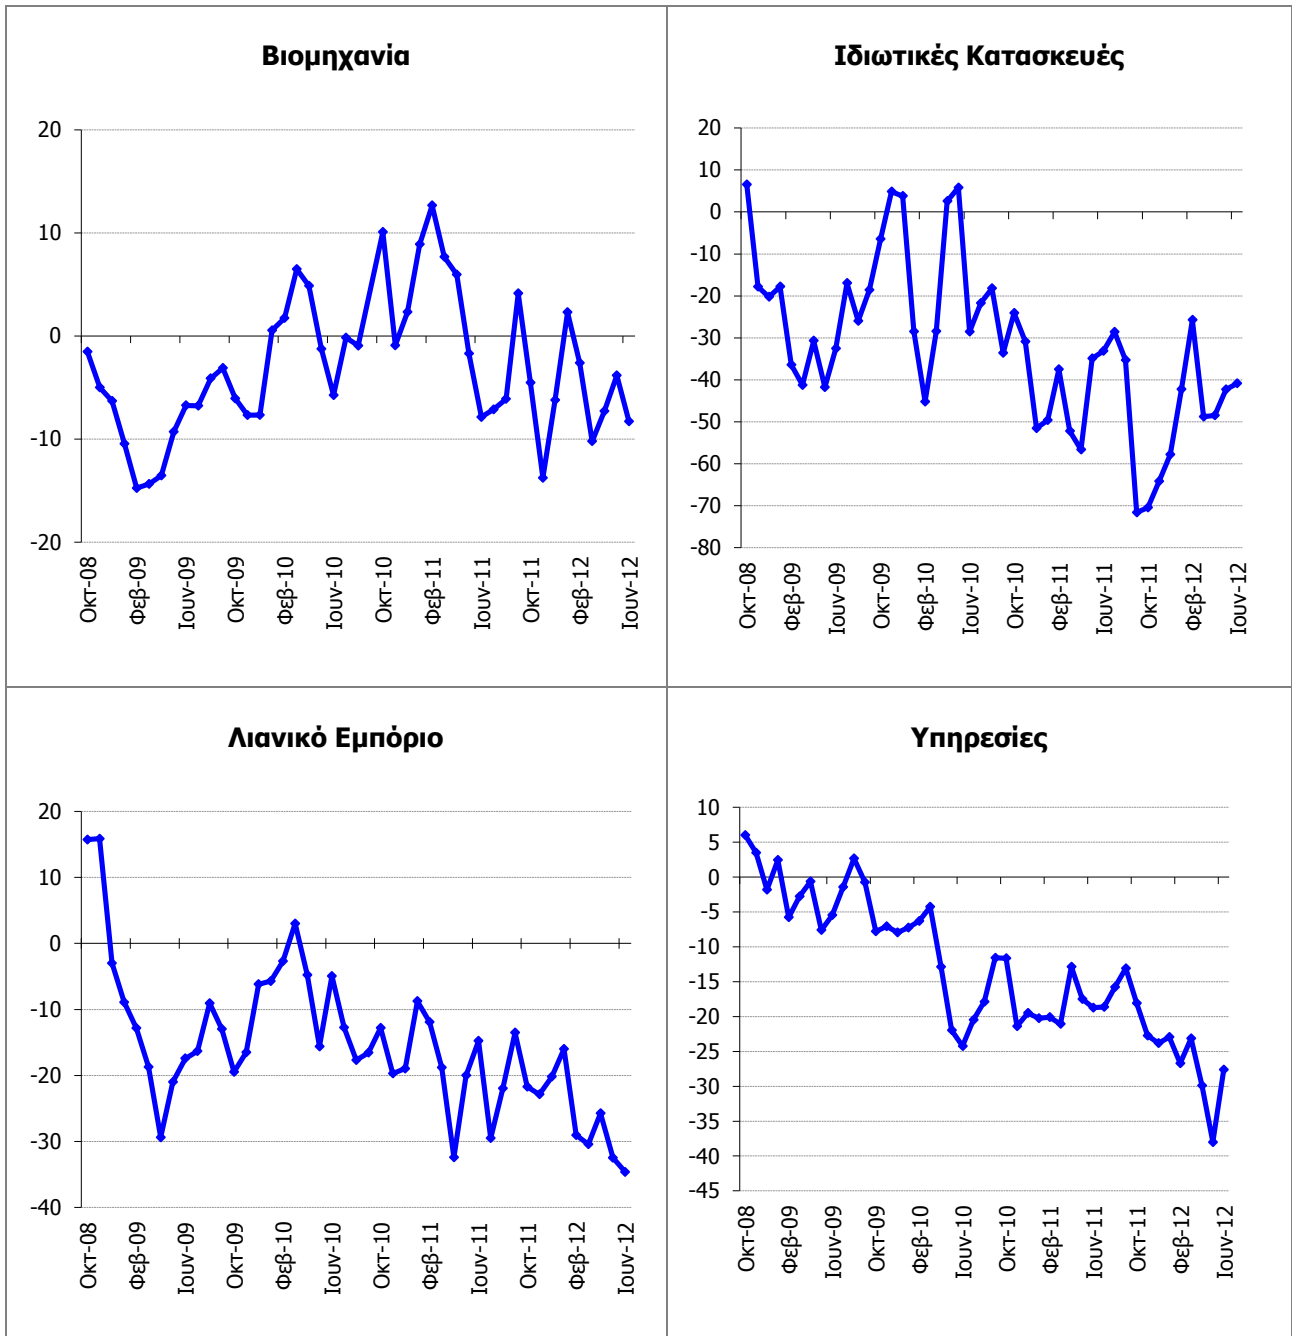 Βιομηχανία
20
10
0
-10
-20
Οκτ-08
Φεβ-09
Ιουν-09
Οκτ-09
Φεβ-10
Ιουν-10
Οκτ-10
Φεβ-11
Ιουν-11
Οκτ-11
Φεβ-12
Ιουν-12
Ιδιωτικές Κατασκευές
20
10
0
-10
-20
-30
-40
-50
-60
-70
-80
Οκτ-08
Φεβ-09
Ιουν-09
Οκτ-09
Φεβ-10
Ιουν-10
Οκτ-10
Φεβ-11
Ιουν-11
Οκτ-11
Φεβ-12
Ιουν-12
Λιανικό Εμπόριο
20
10
0
-10
-20
-30
-40
Οκτ-08
Φεβ-09
Ιουν-09
Οκτ-09
Φεβ-10
Ιουν-10
Οκτ-10
Φεβ-11
Ιουν-11
Οκτ-11
Φεβ-12
Ιουν-12
Υπηρεσίες
10
5
0
-5
-10
-15
-20
-25
-30
-35
-40
-45
Οκτ-08
Φεβ-09
Ιουν-09
Οκτ-09
Φεβ-10
Ιουν-10
Οκτ-10
Φεβ-11
Ιουν-11
Οκτ-11
Φεβ-12
Ιουν-12